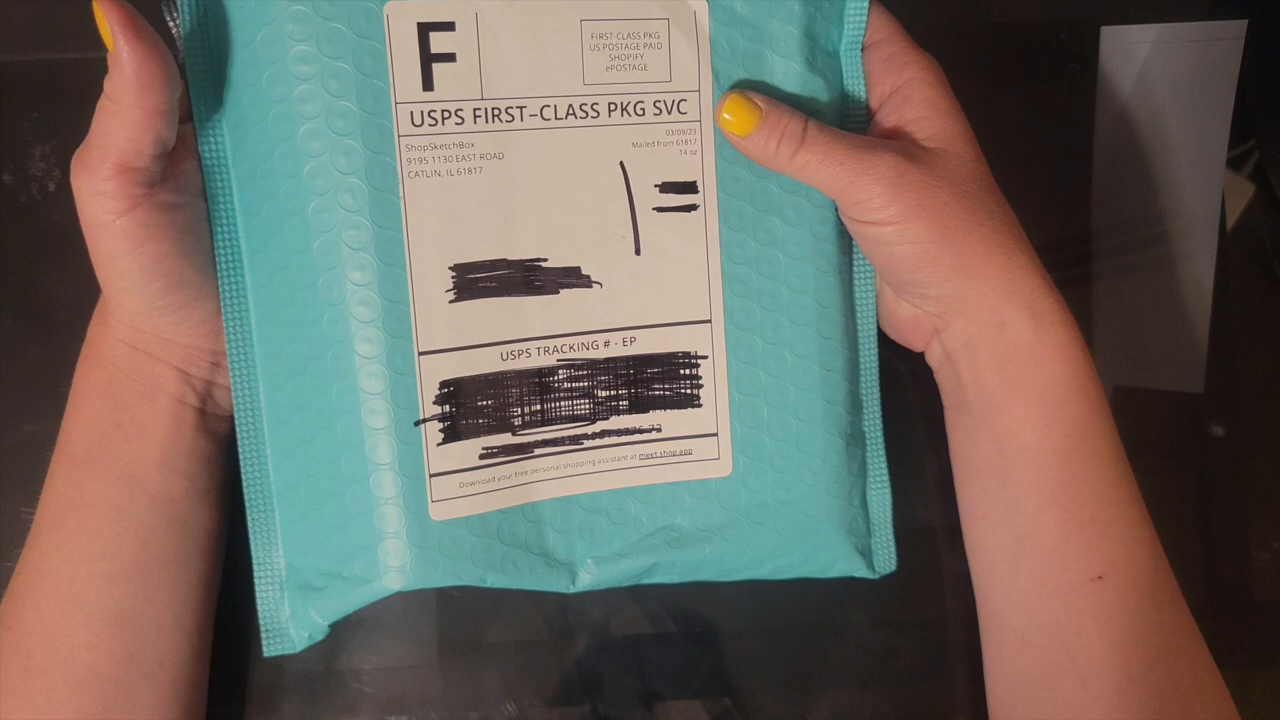 F
FIRST-CLASS PKG
US POSTAGE PAID
SHOPIFY
ePOSTAGE
USPS FIRST-CLASS PKG SVC
ShopSketchBox
9195 1130 EAST ROAD
CATLIN, IL 61817
03/09/23
Mailed from 61817
14 oz
USPS TRACKING # - EP
Download your free personal shopping assistant at meet.shop.app